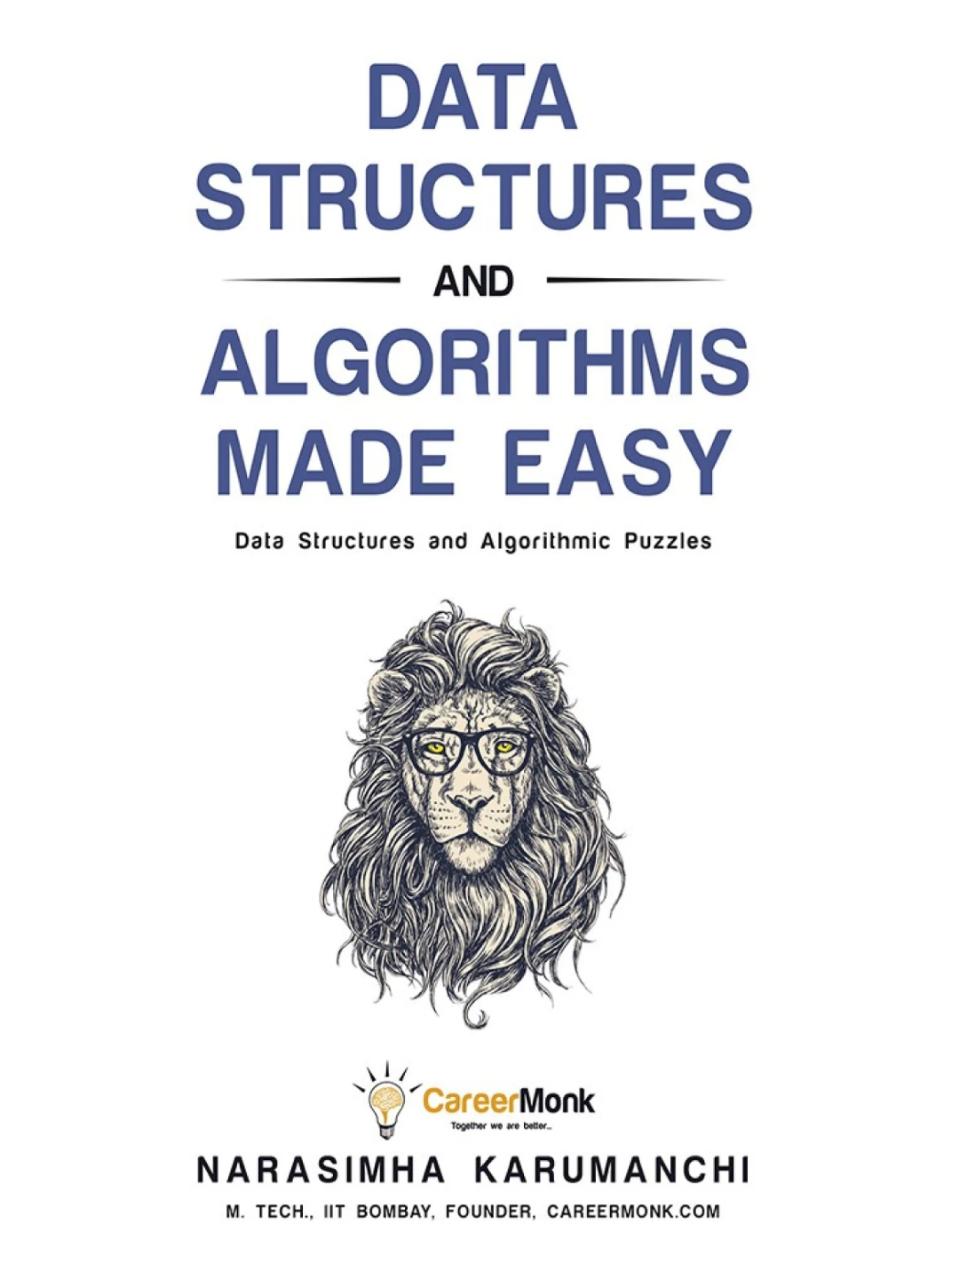 DATA
STRUCTURES
AND
ALGORITHMS
MADE EASY
Data Structures and Algorithmic Puzzles
CareerMonk
Together we are better...
NARASIMHA KARUMANCHI
M. TECH., IIT BOMBAY, FOUNDER, CAREERMONK.COM